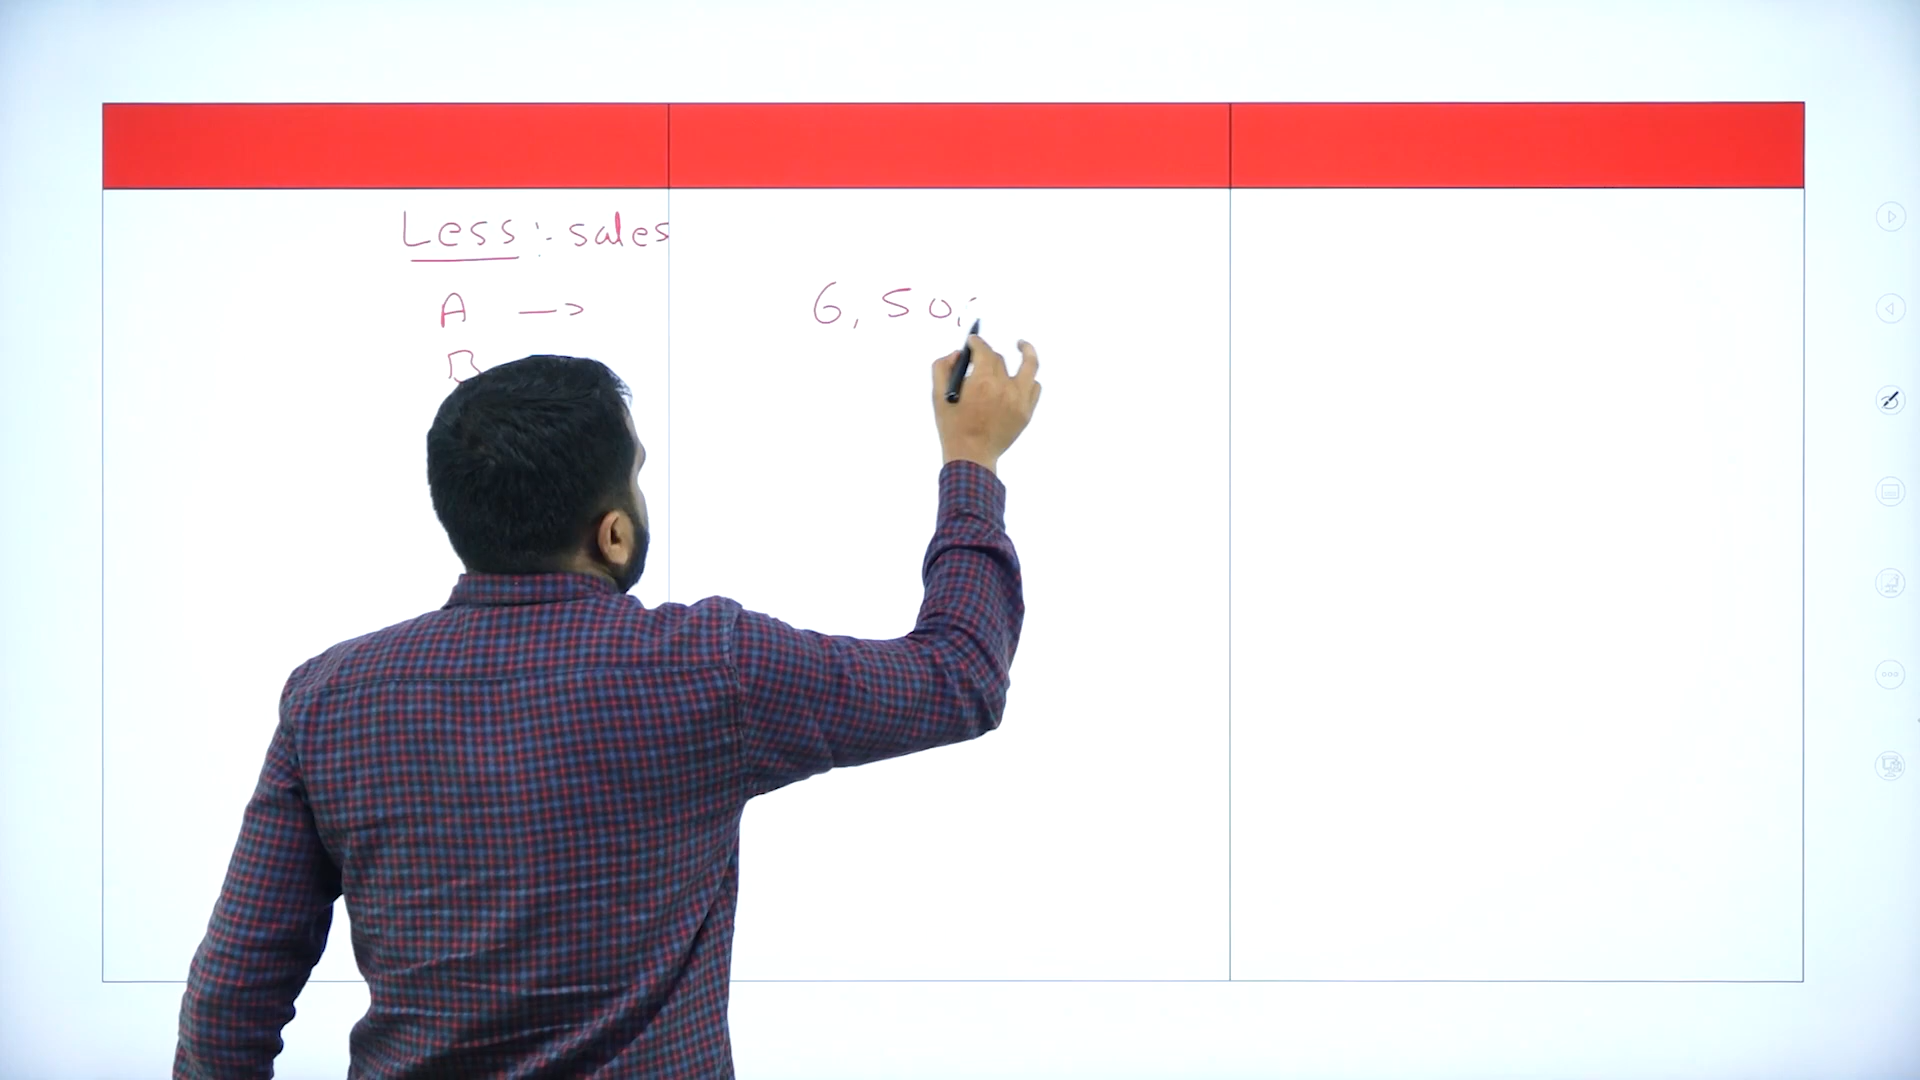 Less :- sales
A → 6, 50,
B